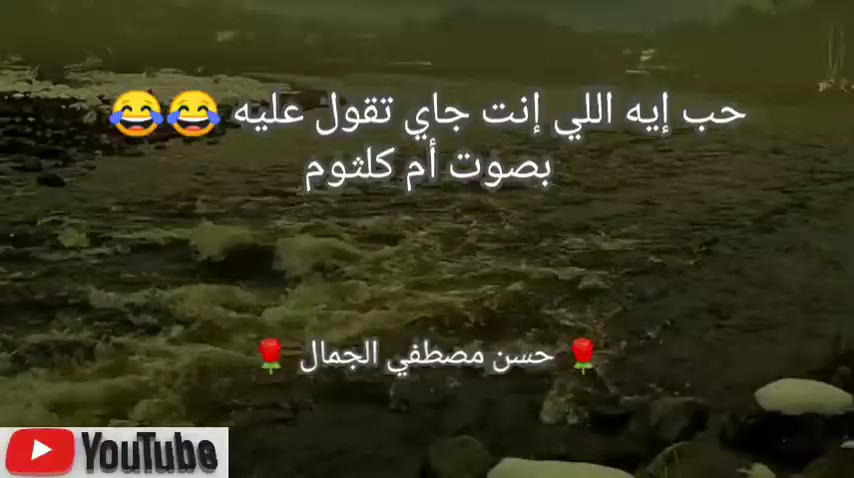 حب إيه اللي إنت جاي تقول عليه 😂😂
بصوت أم كلثوم
🌹 حسن مصطفي الجمال 🌹
YouTube